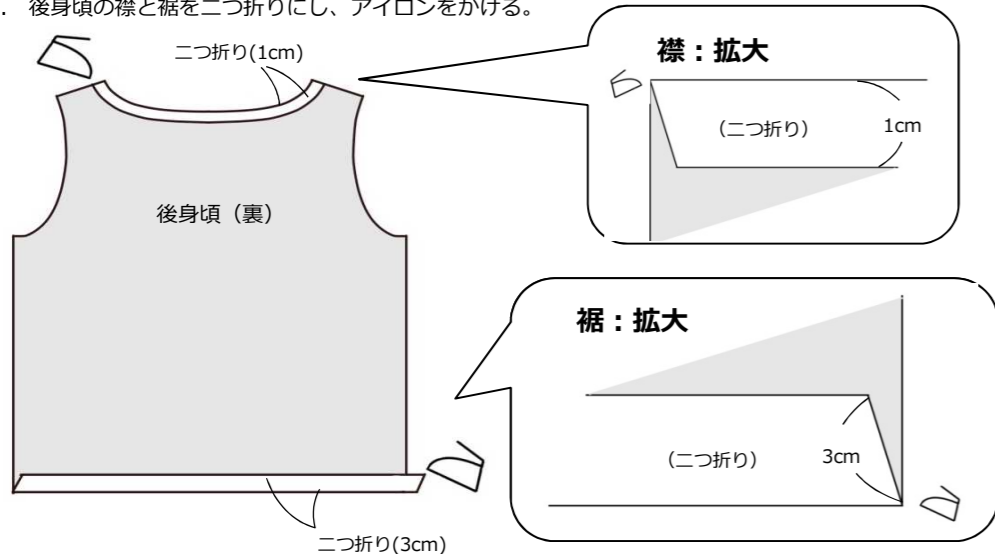 . 後身頃の襟と裾を二つ折りにし、アイロンをかける。
二つ折り(1cm)
襟：拡大
（二つ折り）
1cm
後身頃（裏）
裾：拡大
（二つ折り）
3cm
二つ折り(3cm)